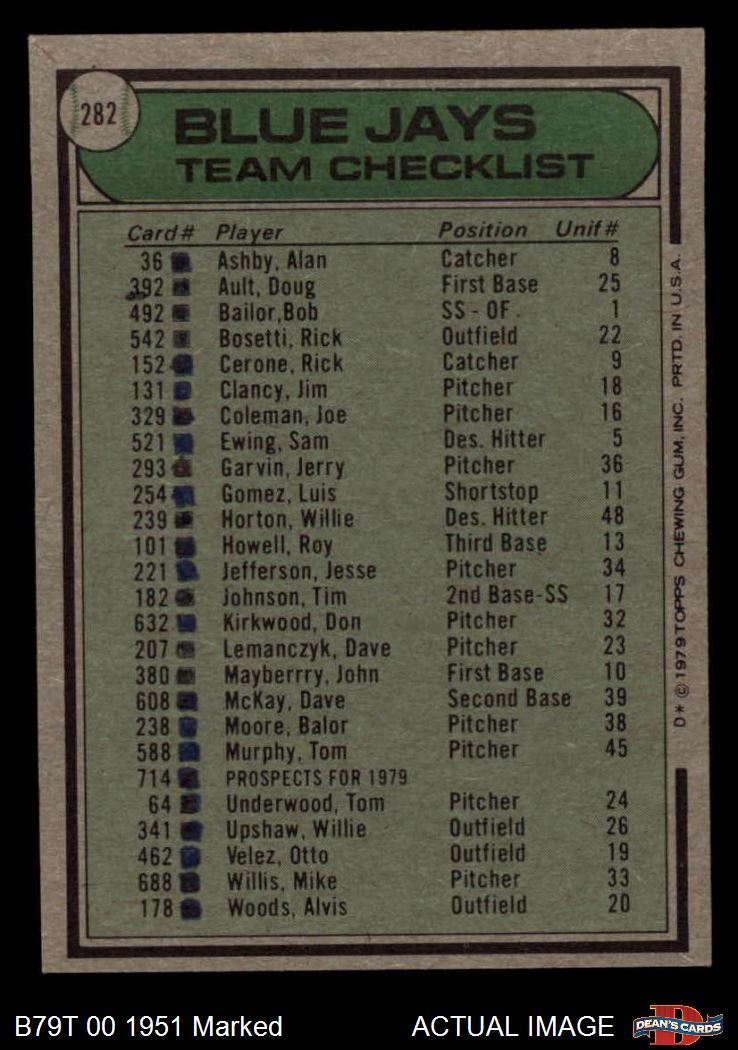 282
BLUE JAYS
TEAM CHECKLIST
Card# Player Position Unif#
36 Ashby, Alan Catcher 8
392 Ault, Doug First Base 25
492 Bailor,Bob SS - OF 1
542 Bosetti, Rick Outfield 22
152 Cerone, Rick Catcher 9
131 Clancy, Jim Pitcher 18
329 Coleman, Joe Pitcher 16
521 Ewing, Sam Des. Hitter 5
293 Garvin, Jerry Pitcher 36
254 Gomez, Luis Shortstop 11
239 Horton, Willie Des. Hitter 48
101 Howell, Roy Third Base 13
221 Jefferson, Jesse Pitcher 34
182 Johnson, Tim 2nd Base-SS 17
632 Kirkwood, Don Pitcher 32
207 Lemanczyk, Dave Pitcher 23
380 Mayberrry, John First Base 10
608 McKay, Dave Second Base 39
238 Moore, Balor Pitcher 38
588 Murphy, Tom Pitcher 45
714 PROSPECTS FOR 1979
64 Underwood, Tom Pitcher 24
341 Upshaw, Willie Outfield 26
462 Velez, Otto Outfield 19
688 Willis, Mike Pitcher 33
178 Woods, Alvis Outfield 20
D* © 1979 TOPPS CHEWING GUM, INC. PRTD. IN U.S.A.
B79T 00 1951 Marked
ACTUAL IMAGE
D
DEAN'S CARDS